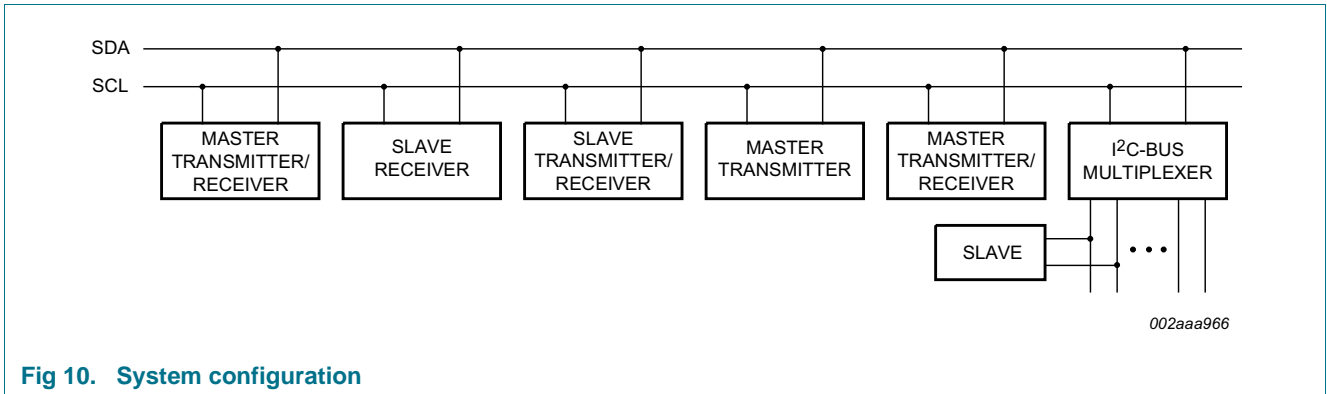 SDA
SCL
MASTER
TRANSMITTER/
RECEIVER
SLAVE
RECEIVER
SLAVE
TRANSMITTER/
RECEIVER
MASTER
TRANSMITTER
MASTER
TRANSMITTER/
RECEIVER
I²C-BUS
MULTIPLEXER
SLAVE
002aaa966
Fig 10. System configuration